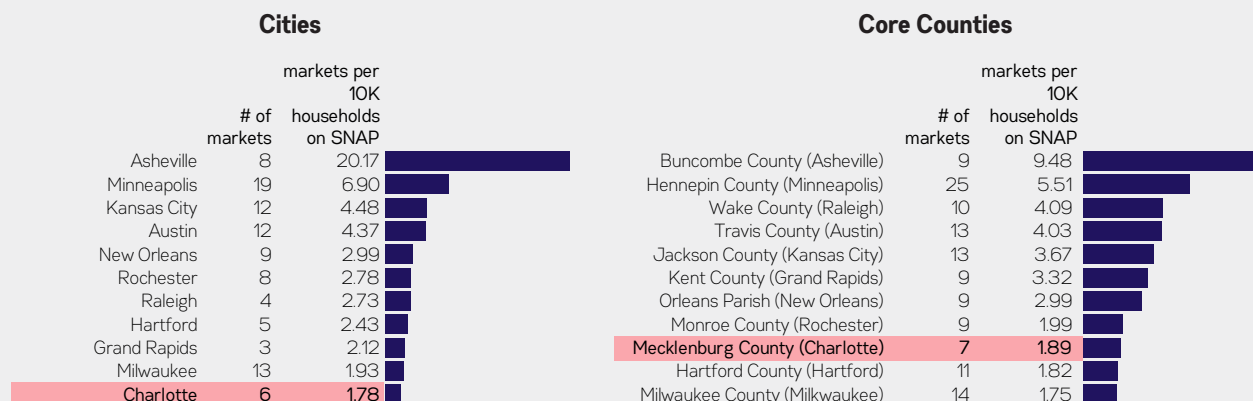 Cities
markets per
10K
# of households
markets on SNAP
Asheville 8 20.17
Minneapolis 19 6.90
Kansas City 12 4.48
Austin 12 4.37
New Orleans 9 2.99
Rochester 8 2.78
Raleigh 4 2.73
Hartford 5 2.43
Grand Rapids 3 2.12
Milwaukee 13 1.93
Charlotte 6 1.78
Core Counties
markets per
10K
# of households
markets on SNAP
Buncombe County (Asheville) 9 9.48
Hennepin County (Minneapolis) 25 5.51
Wake County (Raleigh) 10 4.09
Travis County (Austin) 13 4.03
Jackson County (Kansas City) 13 3.67
Kent County (Grand Rapids) 9 3.32
Orleans Parish (New Orleans) 9 2.99
Monroe County (Rochester) 9 1.99
Mecklenburg County (Charlotte) 7 1.89
Hartford County (Hartford) 11 1.82
Milwaukee County (Milkwaukee) 14 1.75